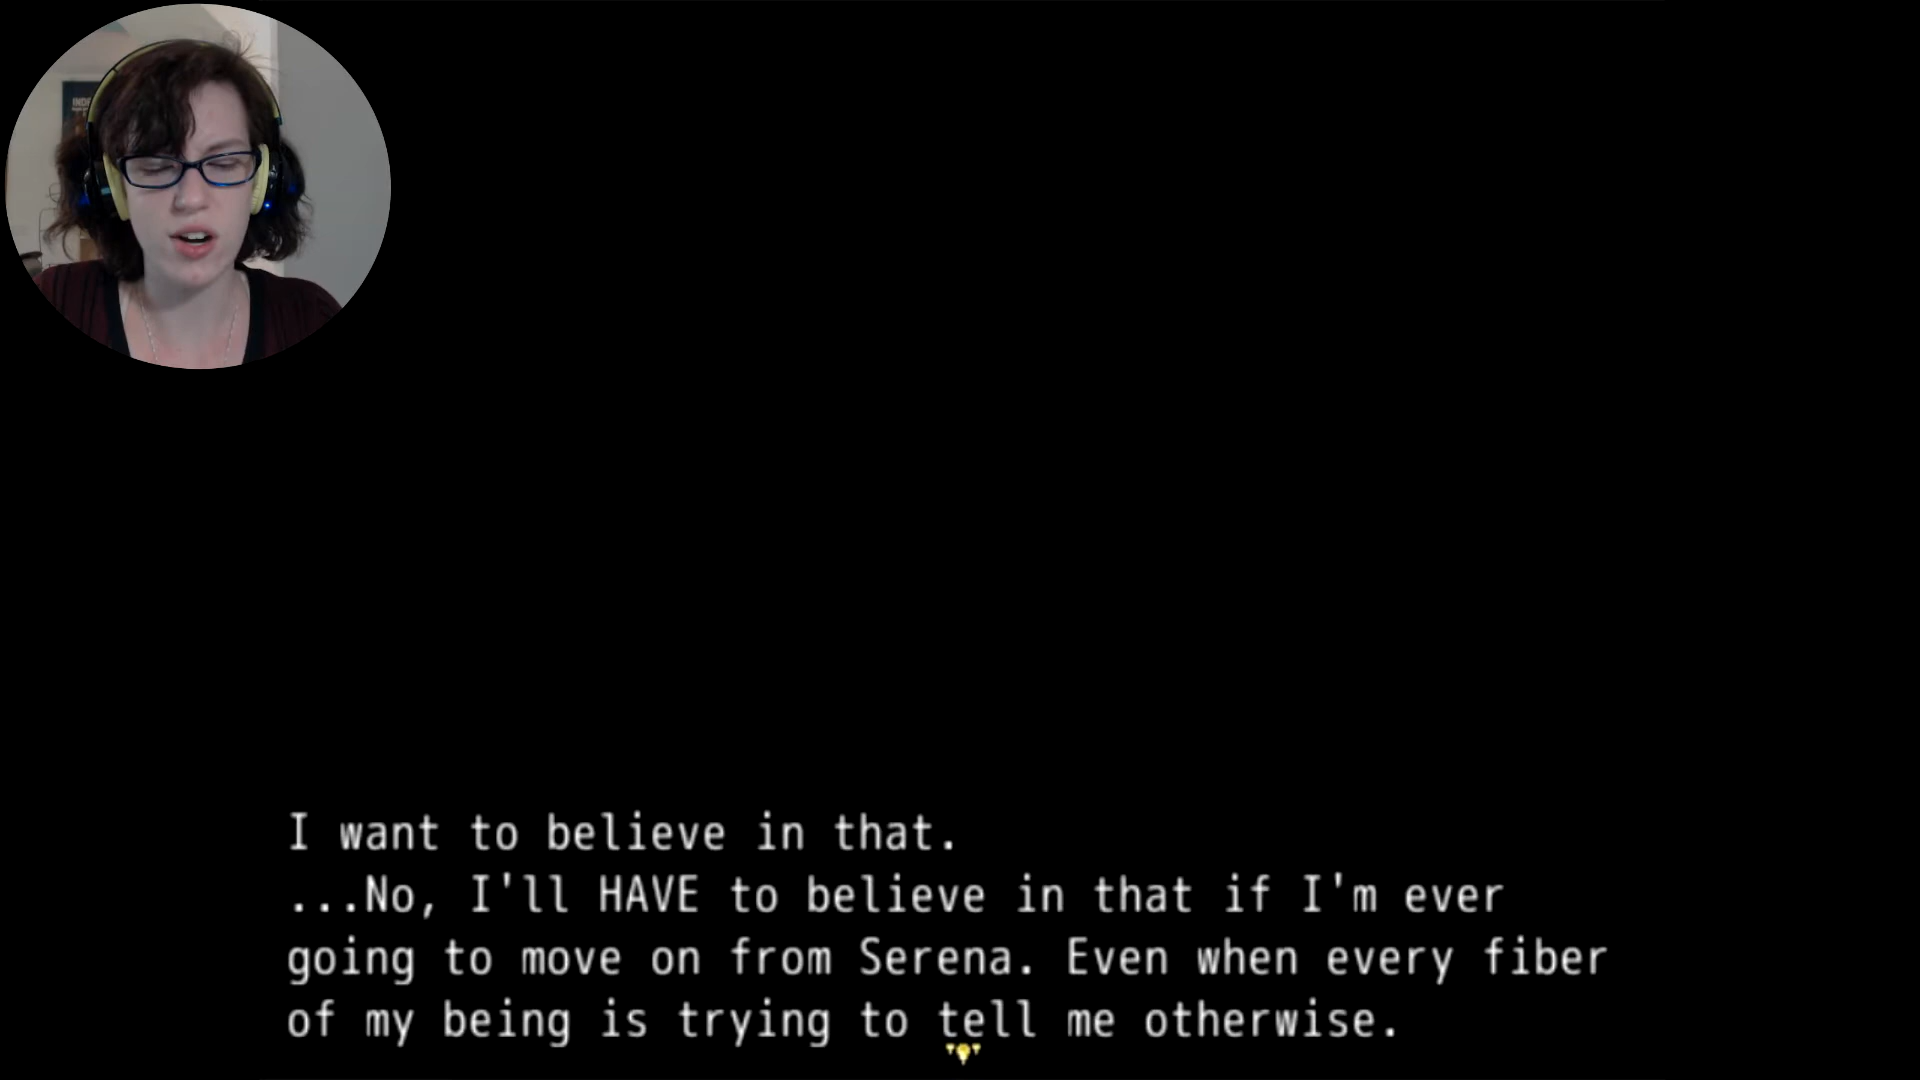 I want to believe in that.
...No, I'll HAVE to believe in that if I'm ever
going to move on from Serena. Even when every fiber
of my being is trying to tell me otherwise.